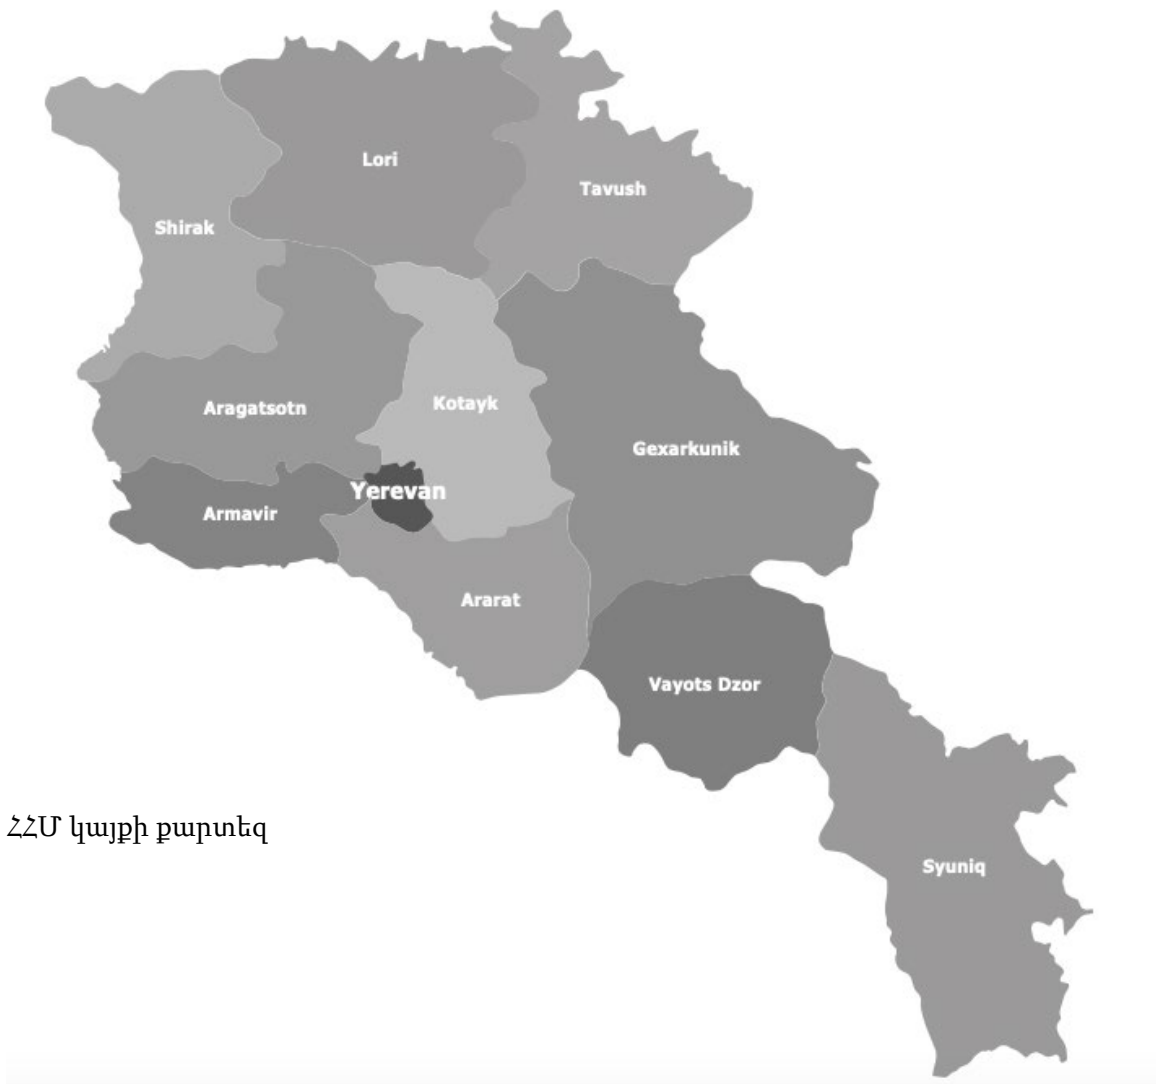 Lori
Tavush
Shirak
Aragatsotn
Kotayk
Gexarkunik
Yerevan
Armavir
Ararat
Vayots Dzor
ՀՀՄ կայքի քարտեզ
Syuniq